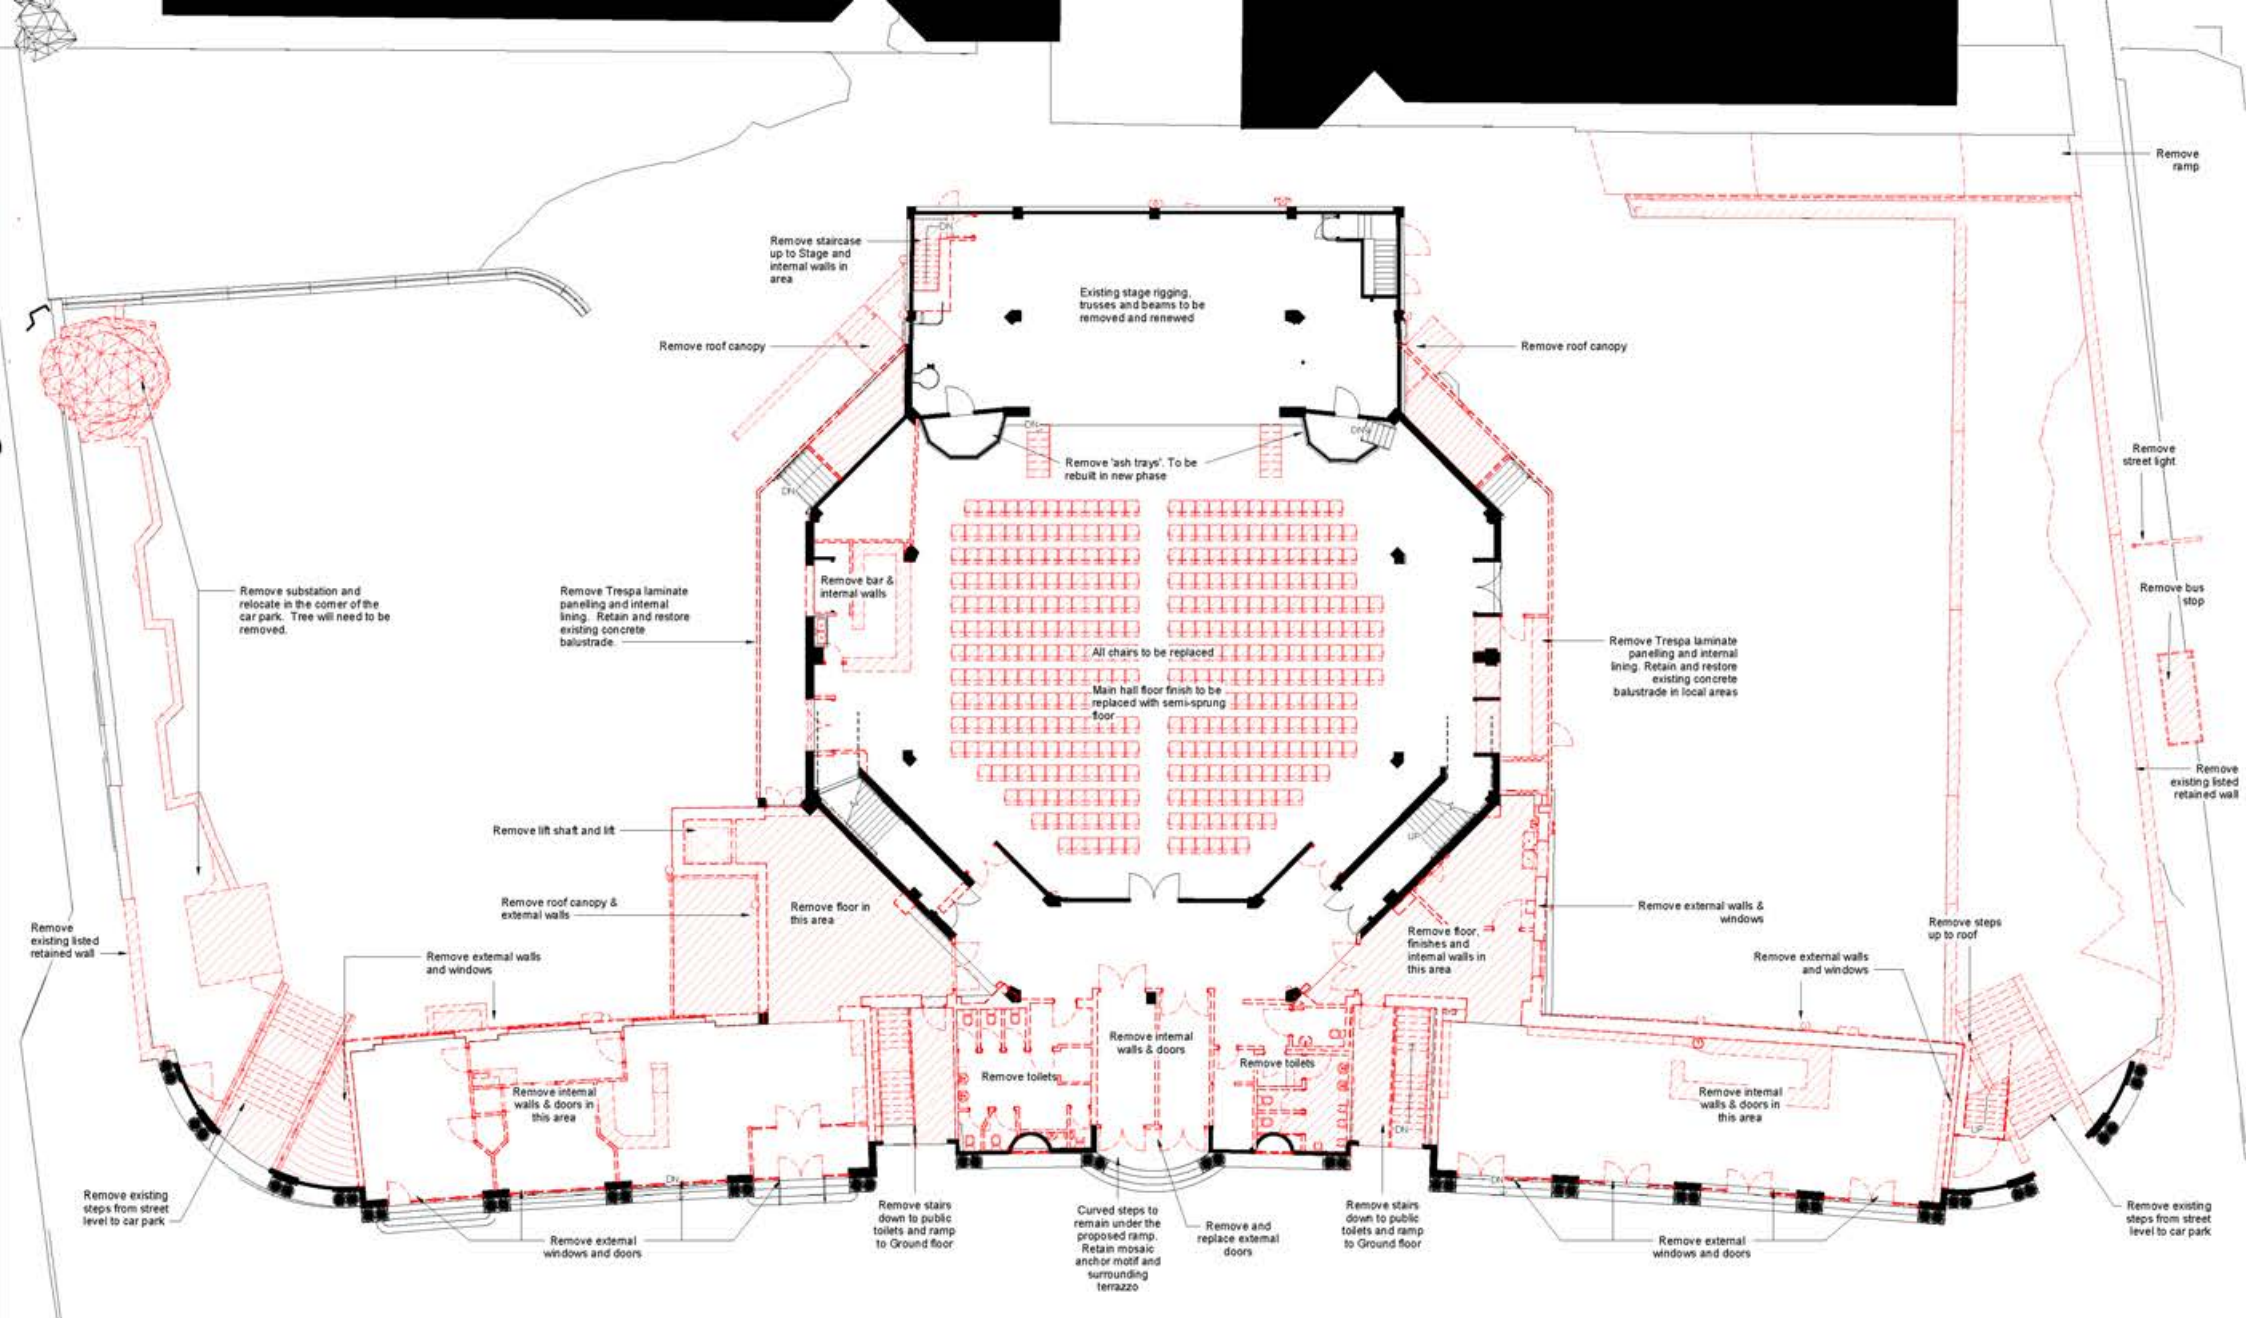 Remove
ramp
Remove staircase
up to Stage and
internal walls in
area
DN
Existing stage rigging,
trusses and beams to be
removed and renewed
Remove roof canopy
Remove roof canopy
DN
DN
Remove 'ash trays'. To be
rebuilt in new phase
Remove
street light
DN
Remove substation and
relocate in the corner of the
car park. Tree will need to be
removed.
Remove Trespa laminate
panelling and internal
lining. Retain and restore
existing concrete
balustrade.
Remove bar &
internal walls
Remove bus
stop
All chairs to be replaced
Main hall floor finish to be
replaced with semi-sprung
floor
Remove Trespa laminate
panelling and internal
lining. Retain and restore
existing concrete
balustrade in local areas
Remove
existing listed
retained wall
Remove lift shaft and lift
UP
Remove roof canopy &
external walls
Remove floor in
this area
Remove external walls &
windows
Remove
existing listed
retained wall
Remove external walls
and windows
Remove floor,
finishes and
internal walls in
this area
Remove steps
up to roof
Remove external walls
and windows
Remove internal
walls & doors
Remove toilets
Remove toilets
Remove internal
walls & doors in
this area
Remove internal
walls & doors in
this area
DN
UP
DN
DN
Remove existing
steps from street
level to car park
Remove external
windows and doors
Remove stairs
down to public
toilets and ramp
to Ground floor
Curved steps to
remain under the
proposed ramp.
Retain mosaic
anchor motif and
surrounding
terrazzo
Remove and
replace external
doors
Remove stairs
down to public
toilets and ramp
to Ground floor
Remove external
windows and doors
Remove existing
steps from street
level to car park